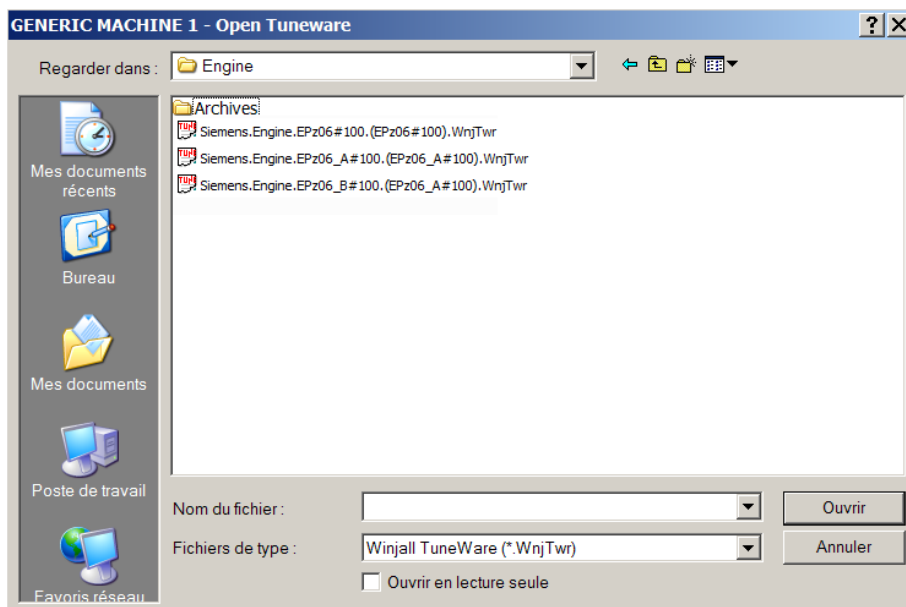 GENERIC MACHINE 1 - Open Tuneware
Regarder dans :
Engine
Archives
Siemens.Engine.EPz06#100.(EPz06#100).WnjTwr
Siemens.Engine.EPz06_A#100.(EPz06_A#100).WnjTwr
Siemens.Engine.EPz06_B#100.(EPz06_A#100).WnjTwr
Mes documents
récents
Bureau
Mes documents
Poste de travail
Favoris réseau
Nom du fichier :
Ouvrir
Fichiers de type :
Winjall TuneWare (*.WnjTwr)
Annuler
Ouvrir en lecture seule